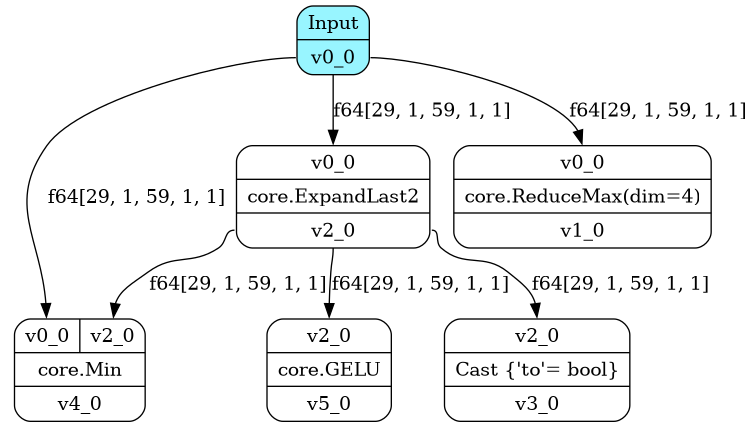 Input
v0_0
f64[29, 1, 59, 1, 1]
f64[29, 1, 59, 1, 1]
v0_0
v0_0
f64[29, 1, 59, 1, 1]
core.ExpandLast2
core.ReduceMax(dim=4)
v2_0
v1_0
f64[29, 1, 59, 1, 1]
f64[29, 1, 59, 1, 1]
f64[29, 1, 59, 1, 1]
v0_0
v2_0
v2_0
v2_0
core.Min
core.GELU
Cast {'to'= bool}
v4_0
v5_0
v3_0